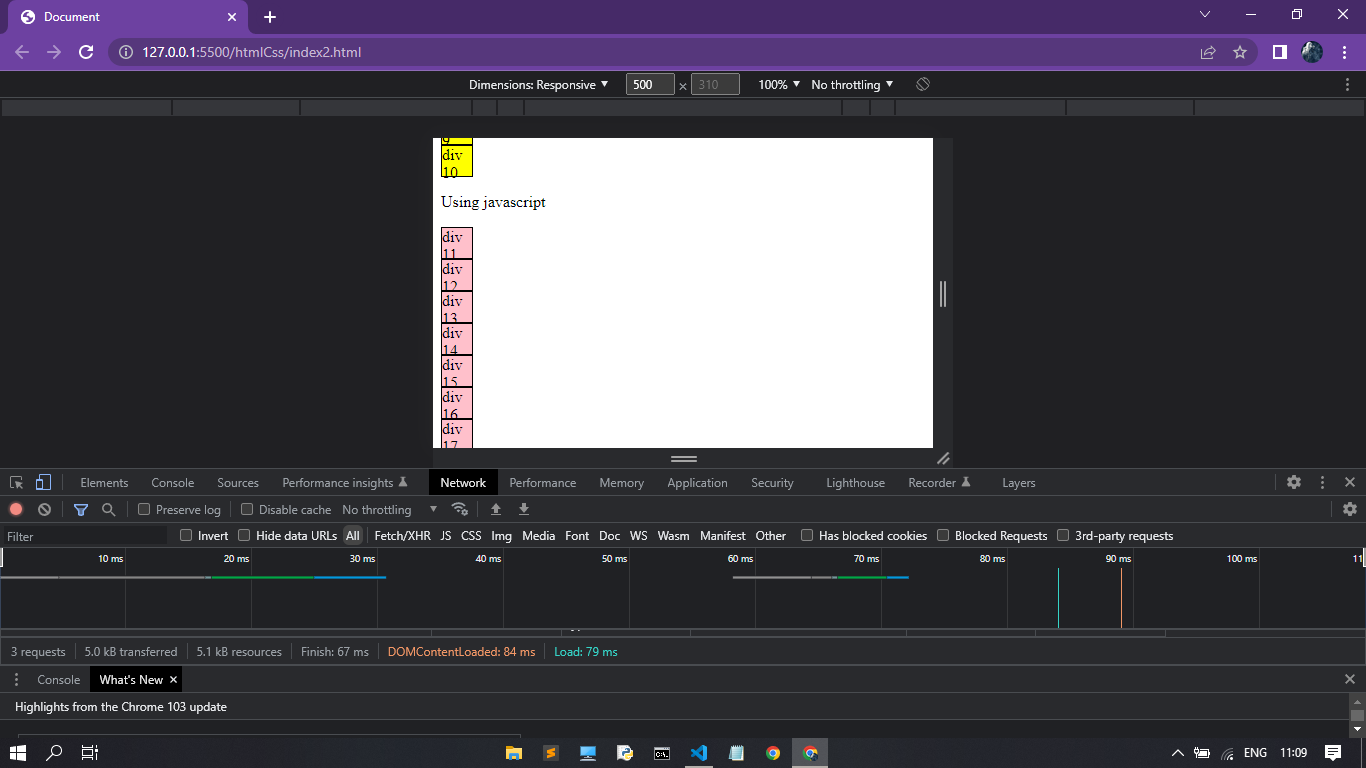 Document
127.0.0.1:5500/htmlCss/index2.html
Dimensions: Responsive 500 × 310 100% No throttling
div
10
Using javascript
div
11
div
12
div
13
div
14
div
15
div
16
div
17
Elements Console Sources Performance insights Network Performance Memory Application Security Lighthouse Recorder Layers
Preserve log Disable cache No throttling
Filter Invert Hide data URLs All Fetch/XHR JS CSS Img Media Font Doc WS Wasm Manifest Other Has blocked cookies Blocked Requests 3rd-party requests
10 ms 20 ms 30 ms 40 ms 50 ms 60 ms 70 ms 80 ms 90 ms 100 ms 11
3 requests 5.0 kB transferred 5.1 kB resources Finish: 67 ms DOMContentLoaded: 84 ms Load: 79 ms
Console What's New
Highlights from the Chrome 103 update
ENG 11:09